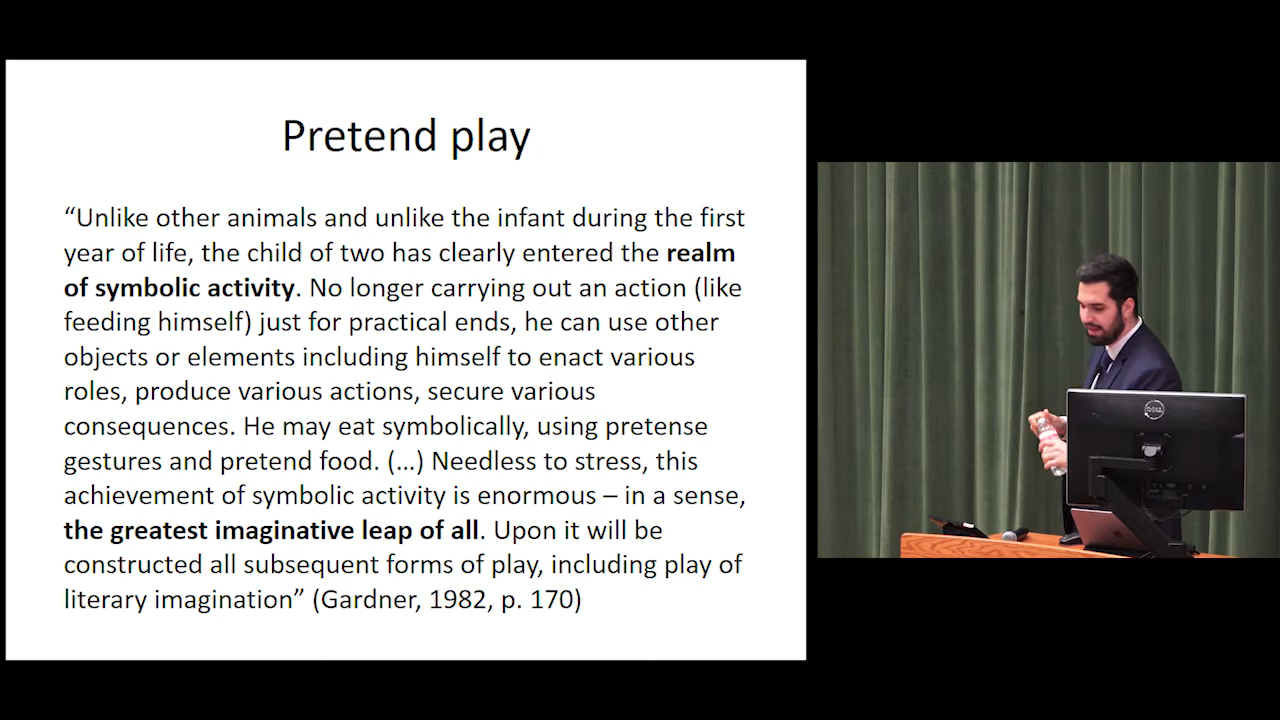 Pretend play
“Unlike other animals and unlike the infant during the first
year of life, the child of two has clearly entered the realm
of symbolic activity. No longer carrying out an action (like
feeding himself) just for practical ends, he can use other
objects or elements including himself to enact various
roles, produce various actions, secure various
consequences. He may eat symbolically, using pretense
gestures and pretend food. (…) Needless to stress, this
achievement of symbolic activity is enormous – in a sense,
the greatest imaginative leap of all. Upon it will be
constructed all subsequent forms of play, including play of
literary imagination” (Gardner, 1982, p. 170)
DELL